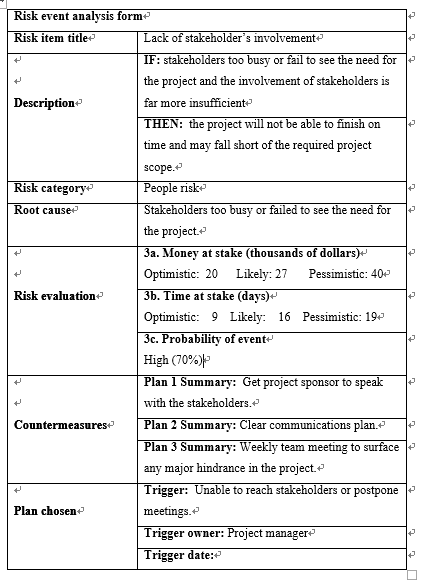 Risk event analysis form
Risk item title
Lack of stakeholder's involvement
Description
IF: stakeholders too busy or fail to see the need for
the project and the involvement of stakeholders is
far more insufficient
THEN: the project will not be able to finish on
time and may fall short of the required project
scope.
Risk category
People risk
Root cause
Stakeholders too busy or failed to see the need for
the project.
Risk evaluation
3a. Money at stake (thousands of dollars)
Optimistic: 20 Likely: 27 Pessimistic: 40
3b. Time at stake (days)
Optimistic: 9 Likely: 16 Pessimistic: 19
3c. Probability of event
High (70%)
Countermeasures
Plan 1 Summary: Get project sponsor to speak
with the stakeholders.
Plan 2 Summary: Clear communications plan.
Plan 3 Summary: Weekly team meeting to surface
any major hindrance in the project.
Plan chosen
Trigger: Unable to reach stakeholders or postpone
meetings.
Trigger owner: Project manager
Trigger date: